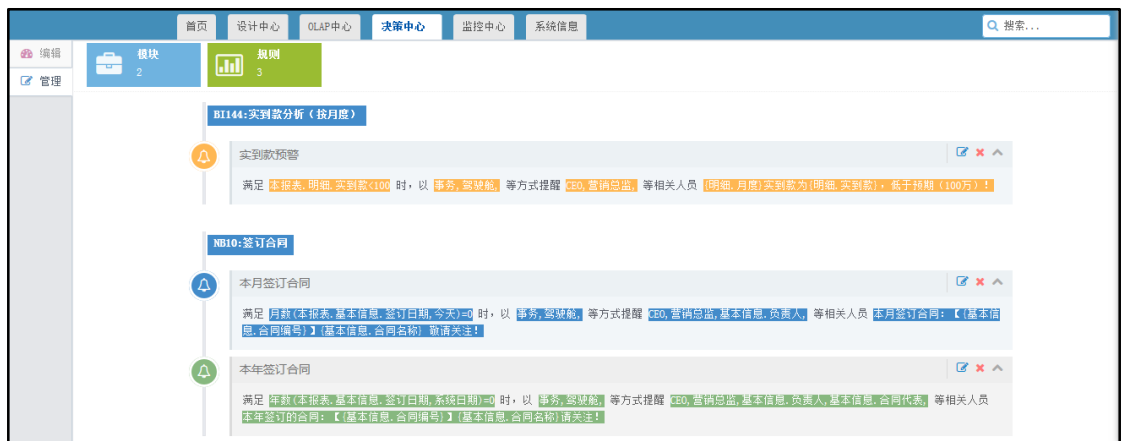 首页 设计中心 OLAP中心 决策中心 监控中心 系统信息 搜索...
编辑
管理
模块
2
规则
3
BI144:实到款分析（按月度）
实到款预警
满足 本报表.明细.实到款<100 时，以 事务,驾驶舱, 等方式提醒 CEO,营销总监, 等相关人员 {明细.月度}实到款为{明细.实到款}，低于预期（100万）！
NB10:签订合同
本月签订合同
满足 月数(本报表.基本信息.签订日期,今天)=0 时，以 事务,驾驶舱, 等方式提醒 CEO,营销总监,基本信息.负责人, 等相关人员 本月签订合同：【{基本信
息.合同编号}】{基本信息.合同名称} 敬请关注！
本年签订合同
满足 年数(本报表.基本信息.签订日期,系统日期)=0 时，以 事务,驾驶舱, 等方式提醒 CEO,营销总监,基本信息.负责人,基本信息.合同代表, 等相关人员
本年签订的合同：【{基本信息.合同编号}】{基本信息.合同名称}请关注！